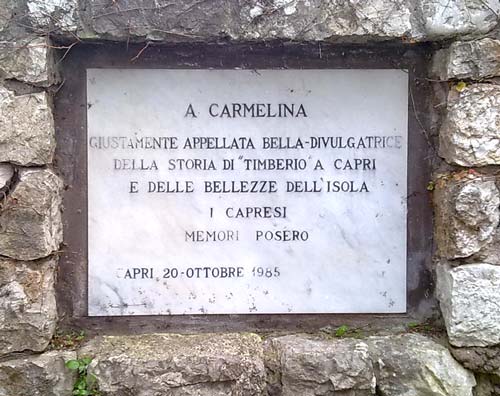 A CARMELINA
GIUSTAMENTE APPELLATA BELLA-DIVULGATRICE
DELLA STORIA DI "TIMBERIO" A CAPRI
E DELLE BELLEZZE DELL'ISOLA
I CAPRESI
MEMORI POSERO
CAPRI, 20-OTTOBRE 1985